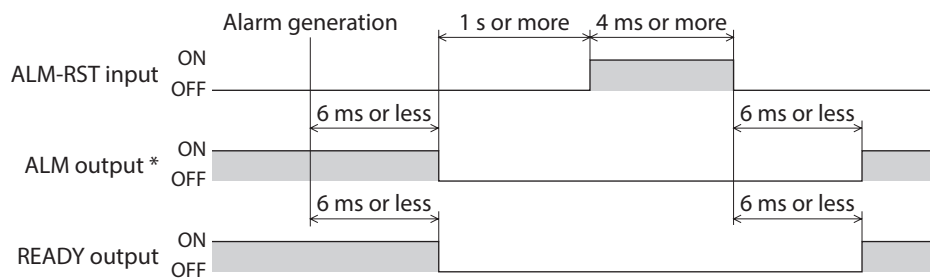 Alarm generation
1 s or more
4 ms or more
ALM-RST input
ON
OFF
6 ms or less
6 ms or less
ALM output *
ON
OFF
6 ms or less
6 ms or less
READY output
ON
OFF